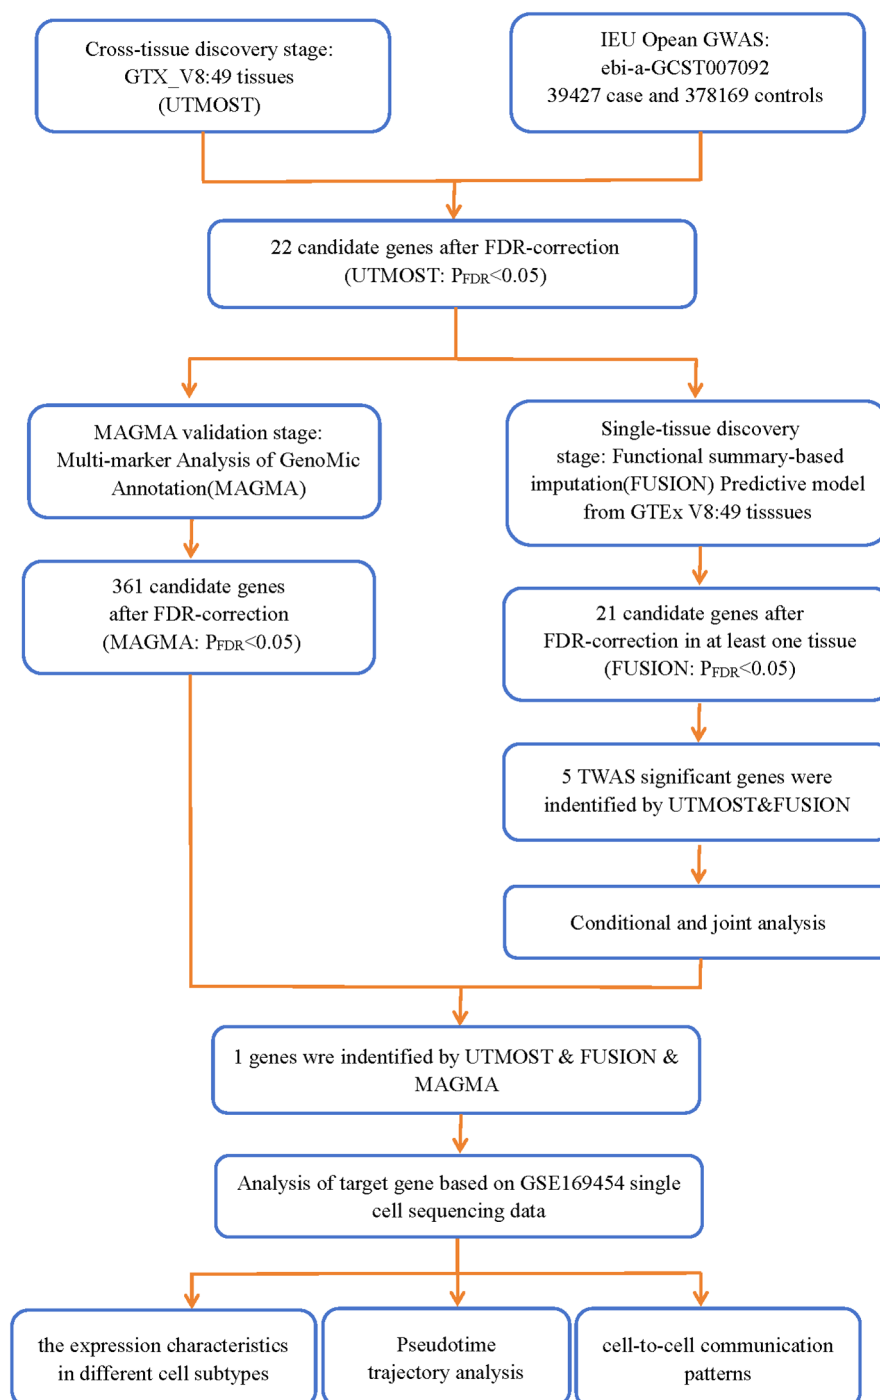 Cross-tissue discovery stage:
GTX_V8:49 tissues
(UTMOST)
IEU Opean GWAS:
ebi-a-GCST007092
39427 case and 378169 controls
22 candidate genes after FDR-correction
(UTMOST: PFDR<0.05)
MAGMA validation stage:
Multi-marker Analysis of GenoMic
Annotation(MAGMA)
Single-tissue discovery
stage: Functional summary-based
imputation(FUSION) Predictive model
from GTEx V8:49 tisssues
361 candidate genes
after FDR-correction
(MAGMA: PFDR<0.05)
21 candidate genes after
FDR-correction in at least one tissue
(FUSION: PFDR<0.05)
5 TWAS significant genes were
indentified by UTMOST&FUSION
Conditional and joint analysis
1 genes wre indentified by UTMOST & FUSION &
MAGMA
Analysis of target gene based on GSE169454 single
cell sequencing data
the expression characteristics
in different cell subtypes
Pseudotime
trajectory analysis
cell-to-cell communication
patterns